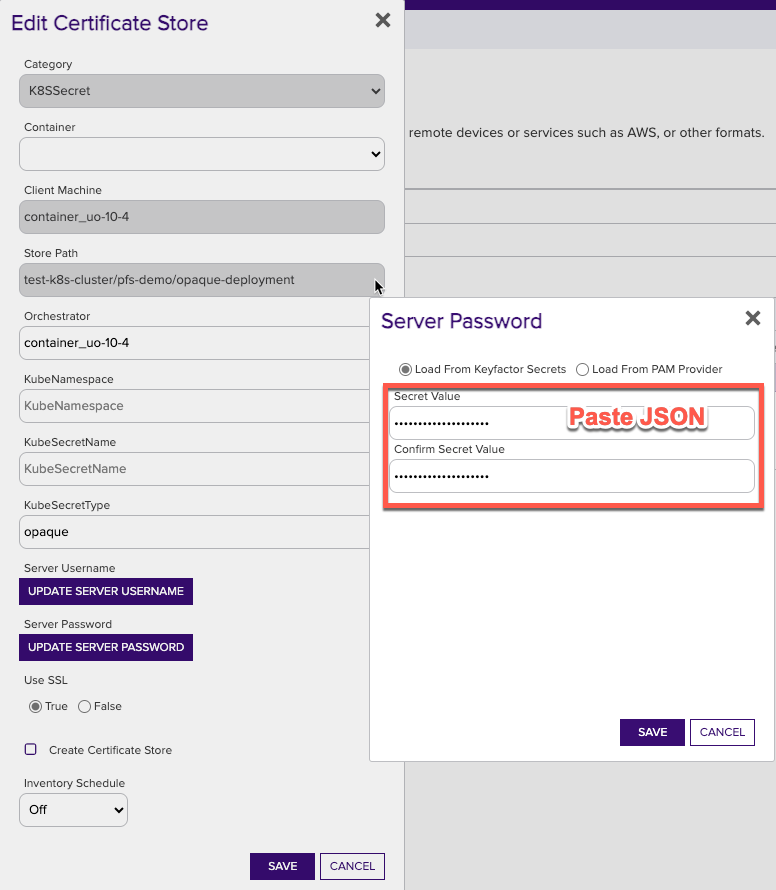 Edit Certificate Store
Category
K8SSecret
Container
remote devices or services such as AWS, or other formats.
Client Machine
container_uo-10-4
Store Path
test-k8s-cluster/pfs-demo/opaque-deployment
Orchestrator
container_uo-10-4
KubeNamespace
KubeNamespace
KubeSecretName
KubeSecretName
KubeSecretType
opaque
Server Username
UPDATE SERVER USERNAME
Server Password
UPDATE SERVER PASSWORD
Use SSL
True False
Create Certificate Store
Inventory Schedule
Off
SAVE CANCEL
Server Password
Load From Keyfactor Secrets Load From PAM Provider
Secret Value
••••••••••••••••••••
Paste JSON
Confirm Secret Value
••••••••••••••••••••
SAVE CANCEL